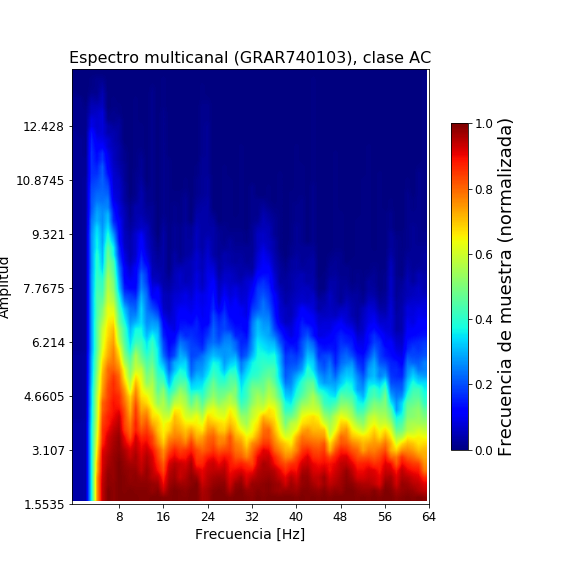 Espectro multicanal (GRAR740103), clase AC
Amplitud
12.428
10.8745
9.321
7.7675
6.214
4.6605
3.107
1.5535
8 16 24 32 40 48 56 64
Frecuencia [Hz]
1.0
0.8
0.6
0.4
0.2
0.0
Frecuencia de muestra (normalizada)